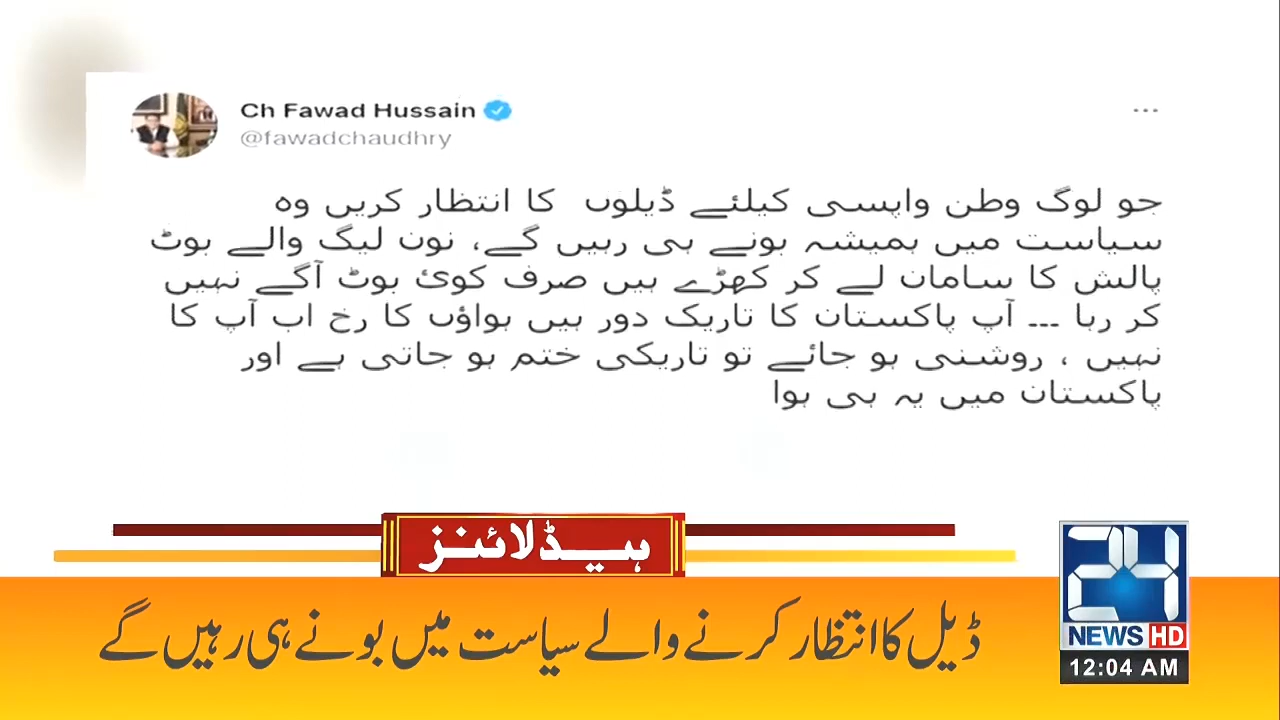 Ch Fawad Hussain
@fawadchaudhry
جو لوگ وطن واپسی کیلئے ڈیلوں کا انتظار کریں وہ
سیاست میں ہمیشہ بونے ہی رہیں گے، نون لیگ والے بوٹ
پالش کا سامان لے کر کھڑے ہیں صرف کوئ بوٹ آگے نہیں
کر رہا ... آپ پاکستان کا تاریک دور ہیں ہواؤں کا رخ اب آپ کا
نہیں ، روشنی ہو جائے تو تاریکی ختم ہو جاتی ہے اور
پاکستان میں یہ ہی ہوا
ہیڈلائنز
ڈیل کا انتظار کرنے والے سیاست میں بونے ہی رہیں گے
24
NEWS HD
12:04 AM